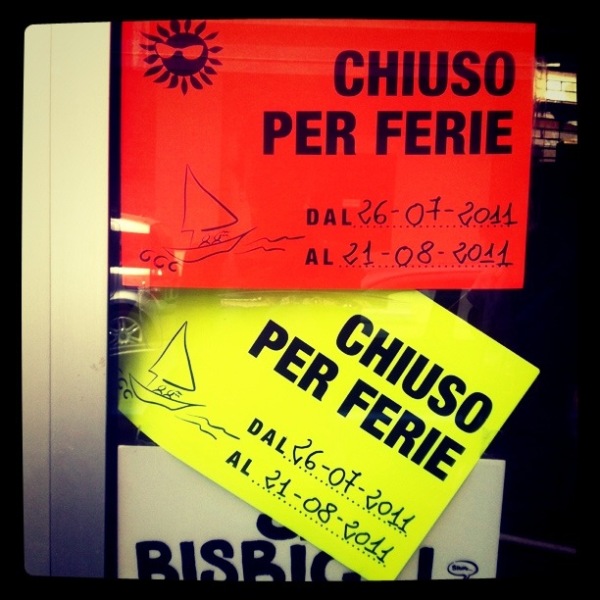 CHIUSO
PER FERIE
DAL 26-07-2011
AL 21-08-2011
CHIUSO
PER FERIE
DAL 26-07-2011
AL 21-08-2011